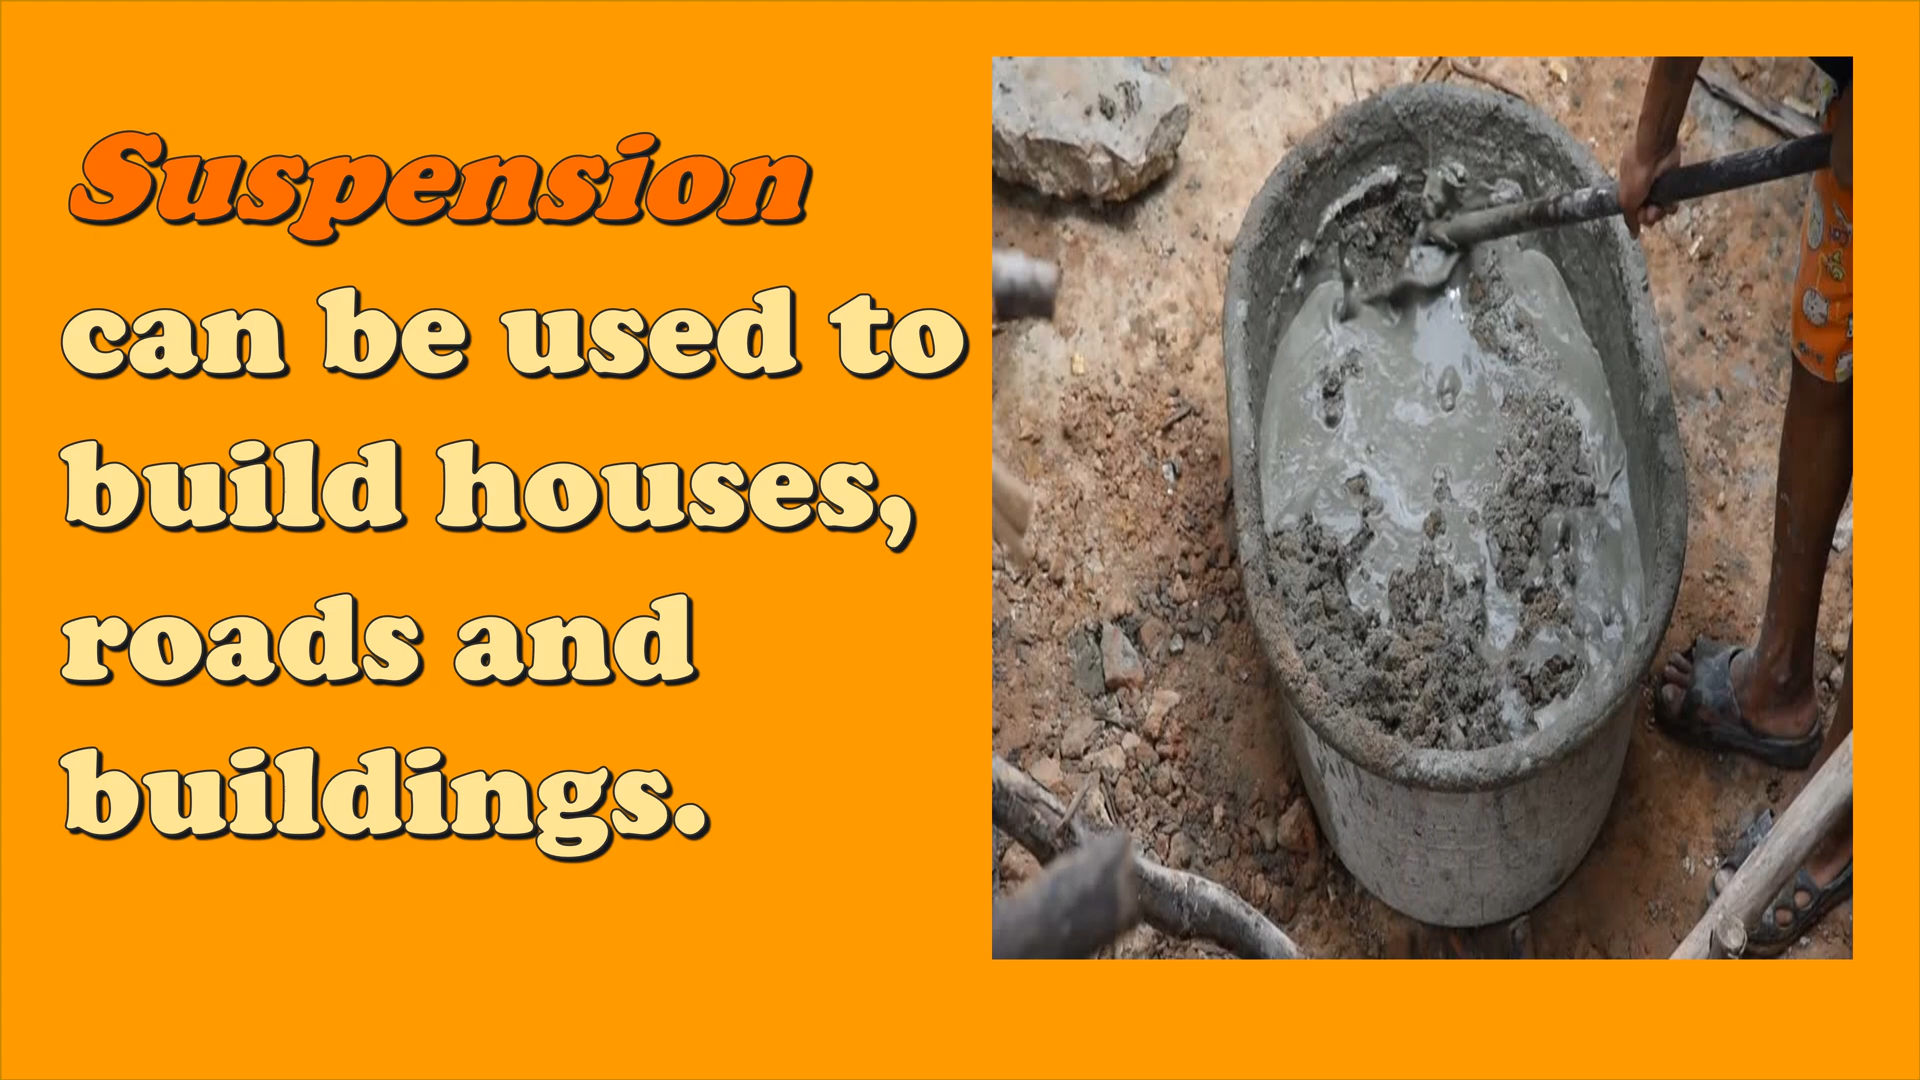 Suspension
can be used to
build houses,
roads and
buildings.